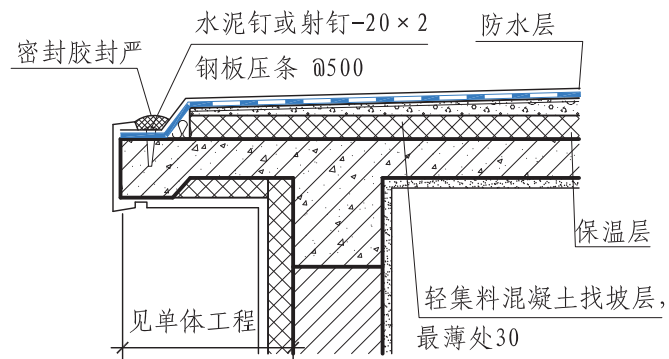 水泥钉或射钉-20×2
钢板压条 @500
防水层
密封胶封严
保温层
轻集料混凝土找坡层，
最薄处30
见单体工程